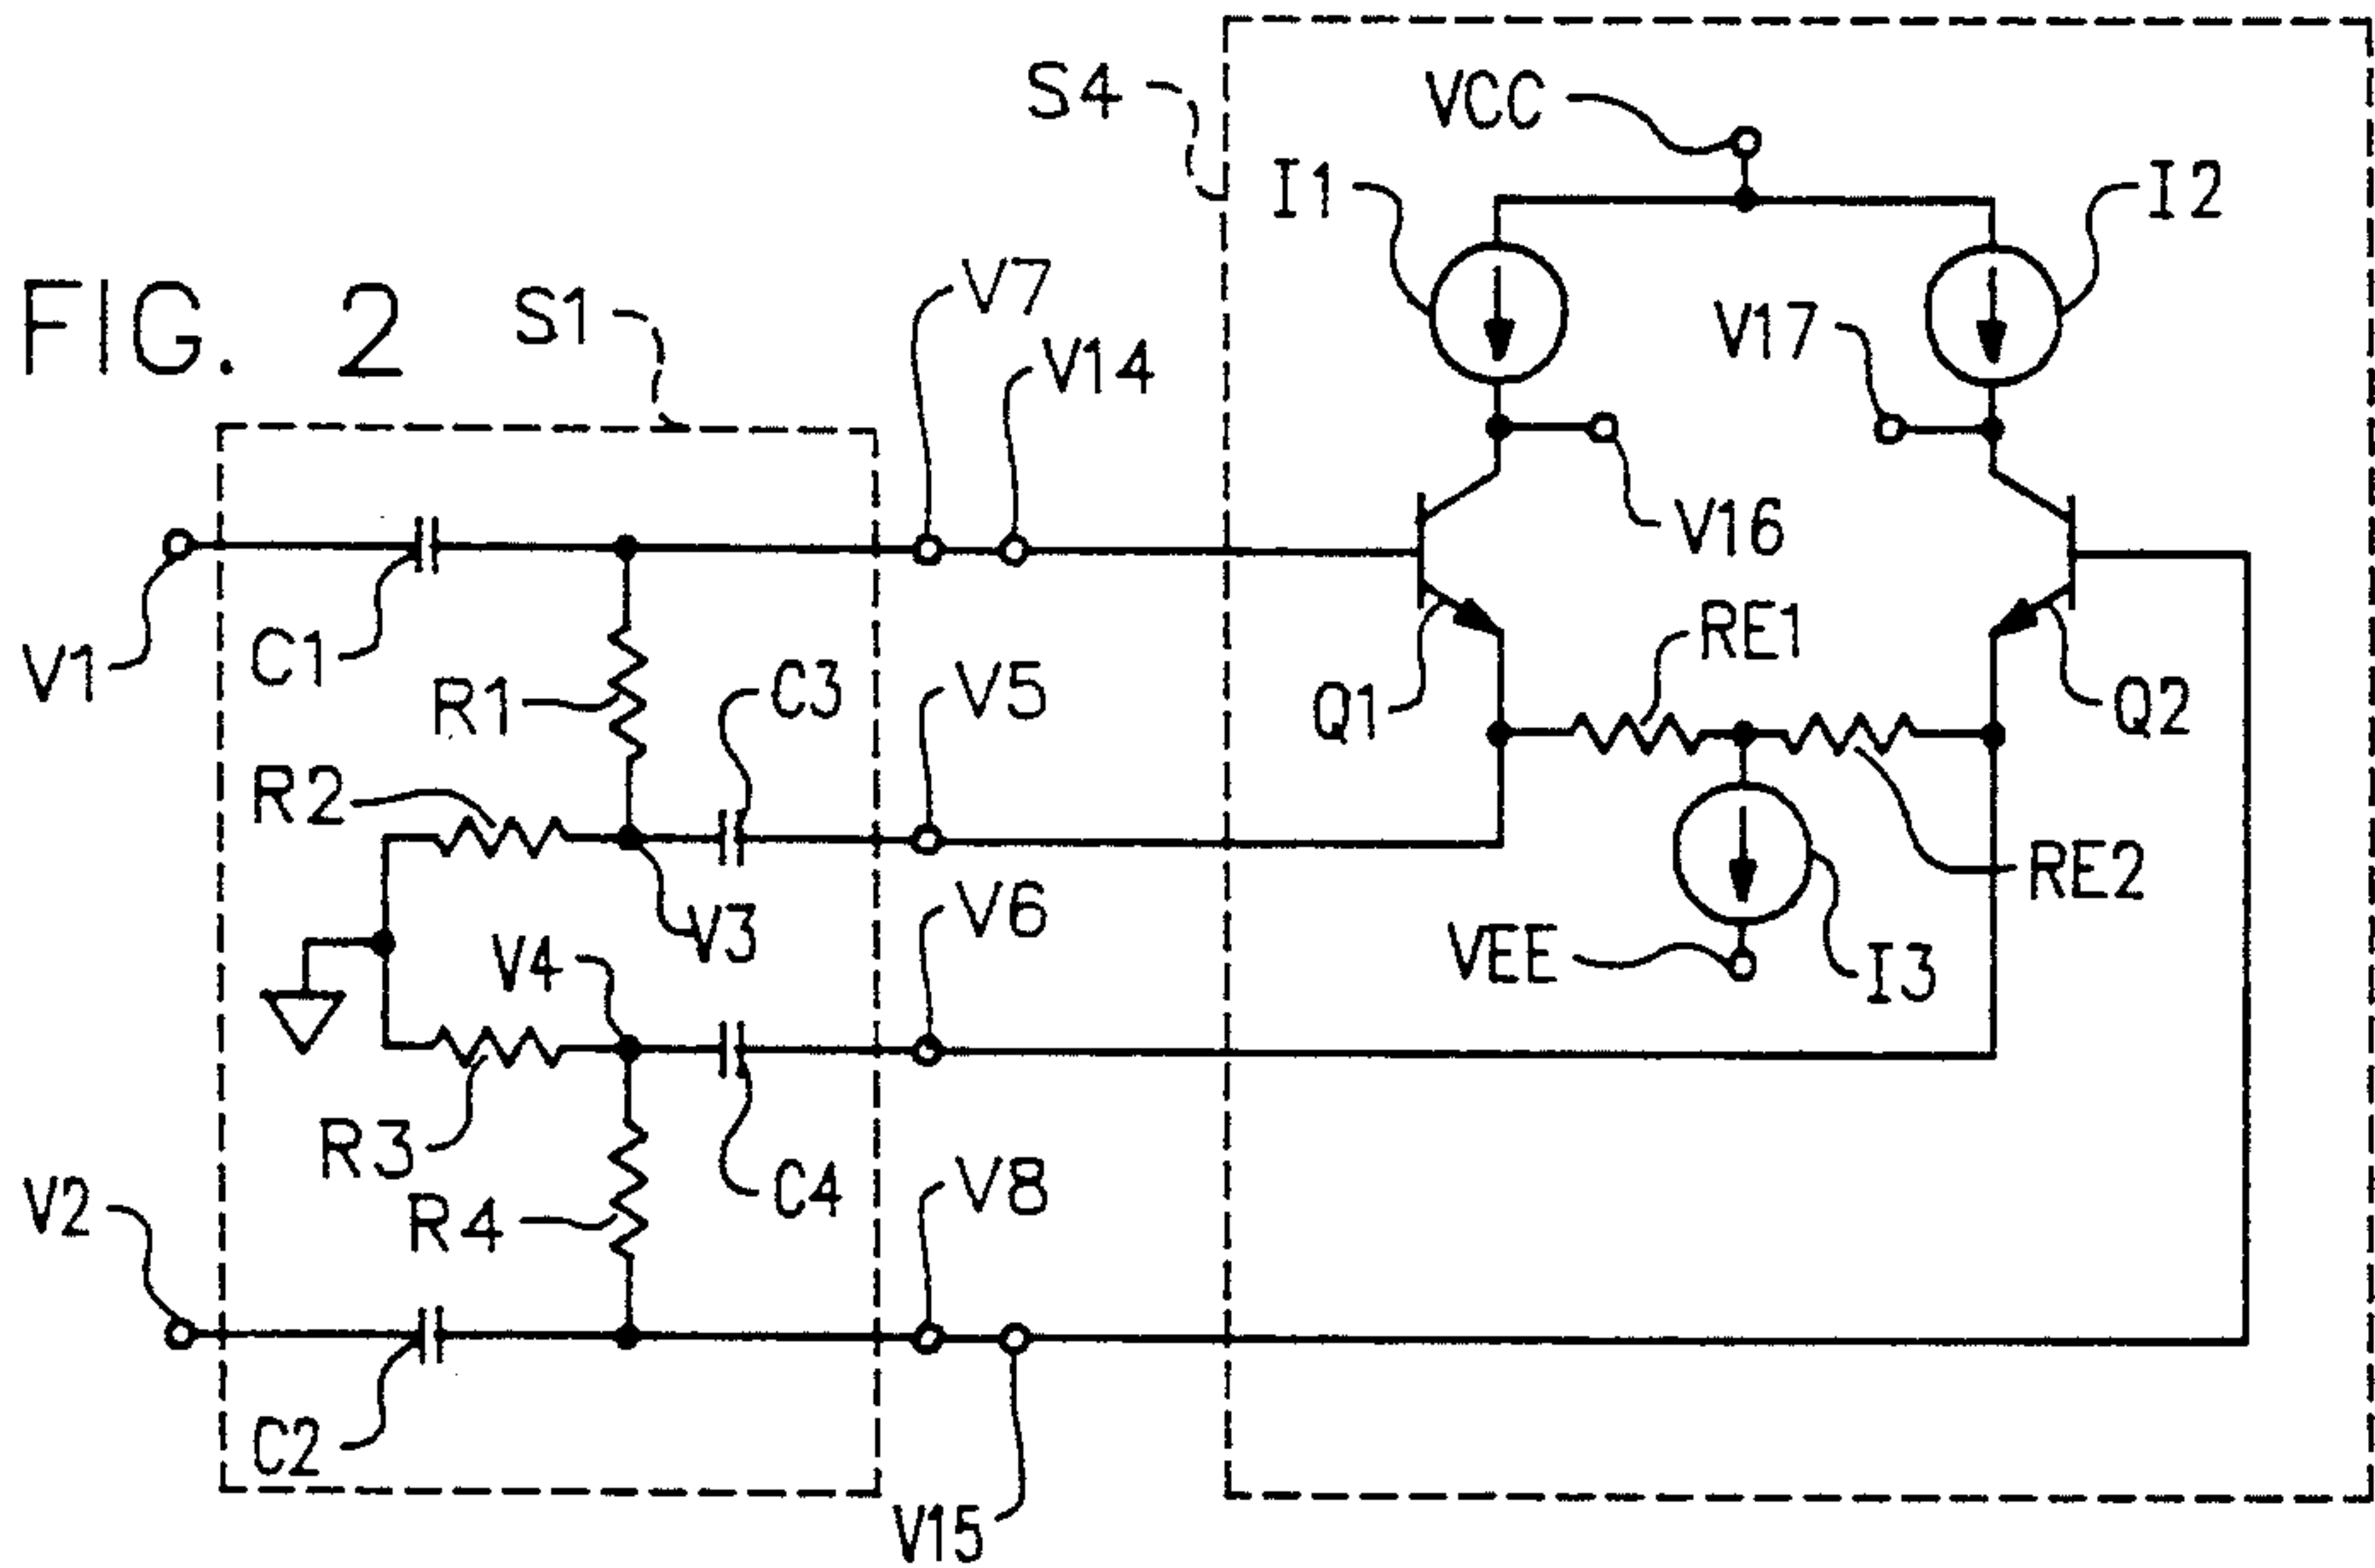 S4
VCC
I1
I2
FIG. 2
S1
V7
V17
V14
V16
V1
C1
R1
C3
V5
RE1
Q1
Q2
R2
V3
V6
RE2
V4
VEE
I3
R3
V2
R4
C4
V8
C2
V15